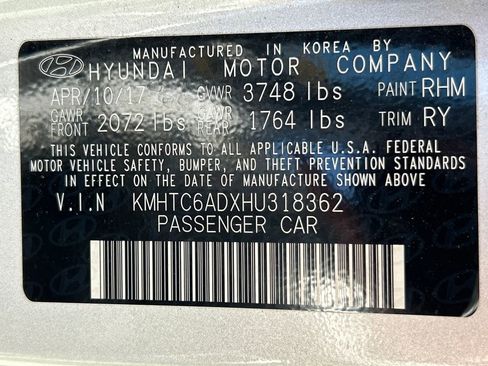 MANUFACTURED IN KOREA BY
HYUNDAI MOTOR COMPANY
APR/10/17 GVWR 3748 lbs PAINT RHM
GAWR FRONT 2072 lbs GAWR REAR 1764 lbs TRIM RY
THIS VEHICLE CONFORMS TO ALL APPLICABLE U.S.A. FEDERAL
MOTOR VEHICLE SAFETY, BUMPER, AND THEFT PREVENTION STANDARDS
IN EFFECT ON THE DATE OF MANUFACTURE SHOWN ABOVE
V.I.N KMHTC6ADXHU318362
PASSENGER CAR